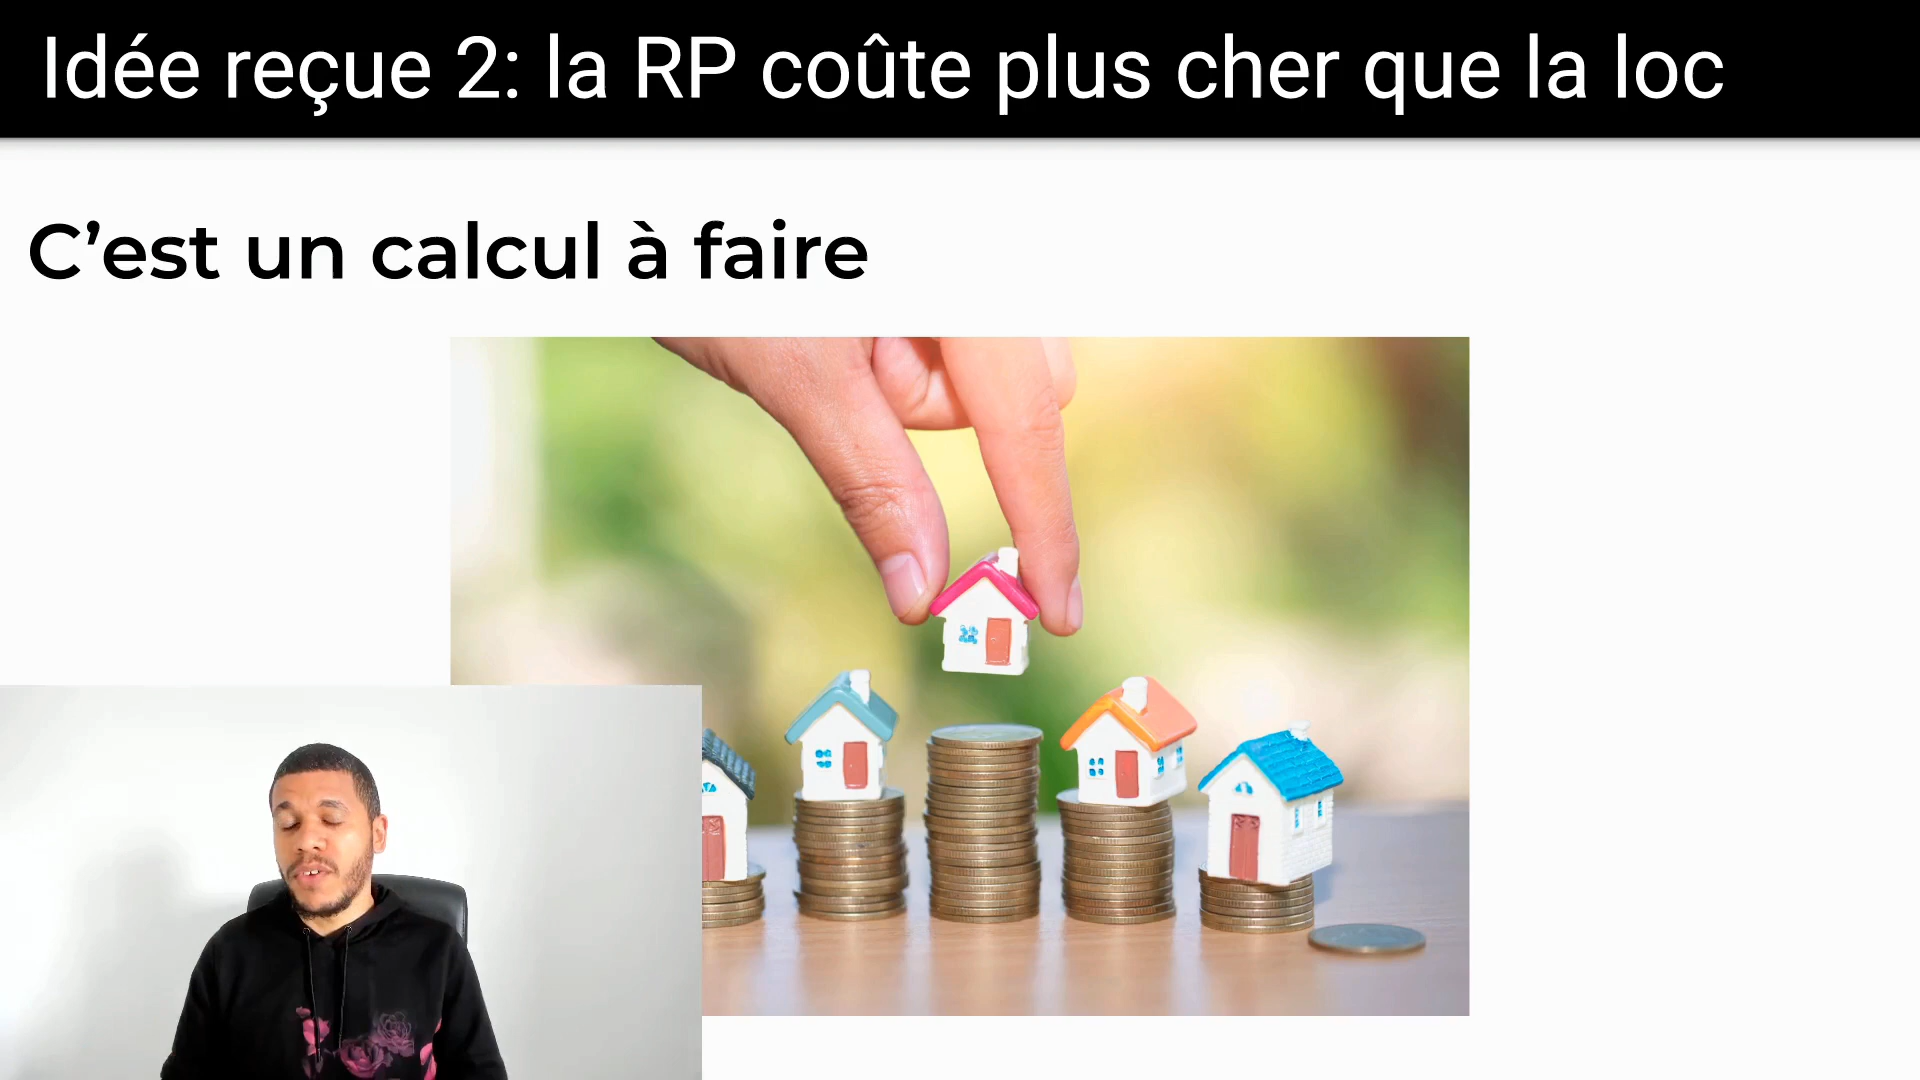 Idée reçue 2: la RP coûte plus cher que la loc
C’est un calcul à faire